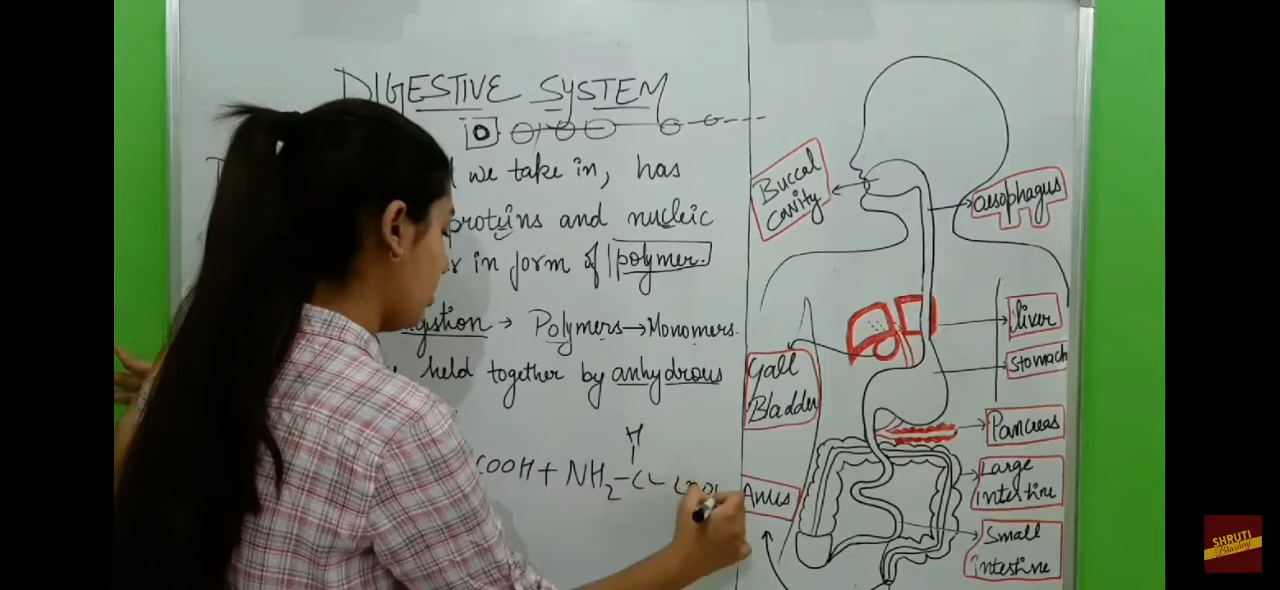 DIGESTIVE SYSTEM
we take in, has
proteins and nucleic
in form of polymer.
Polymers → Monomers.
held together by anhydrous
H
COOH + NH2 - C -
Buccal
cavity
aesophagus
liver
Stomach
Gall
Bladder
Pancreas
Large
intestine
Anus
Small
intestine
SHRUTI